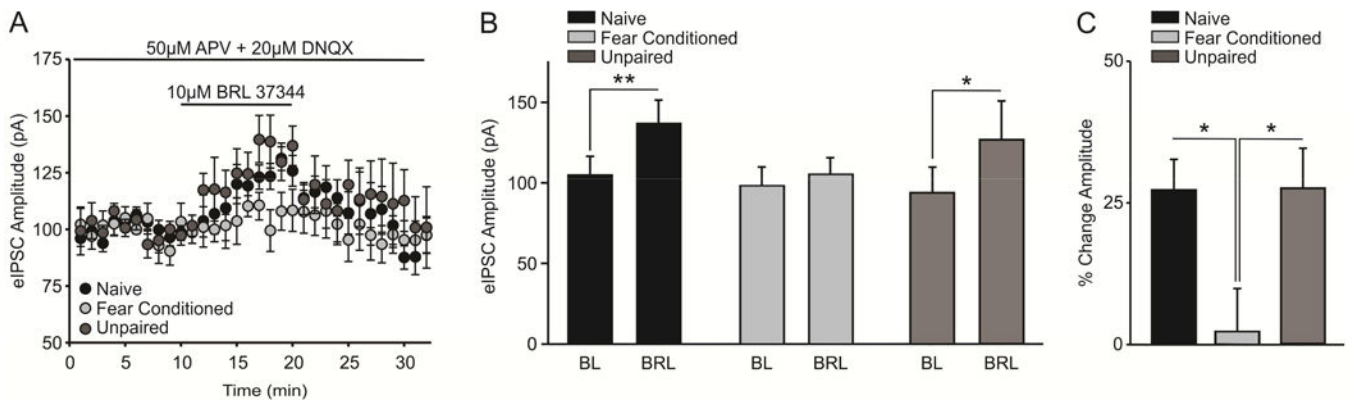 A
50µM APV + 20µM DNQX
10µM BRL 37344
175
150
125
100
75
50
eIPSC Amplitude (pA)
Naive
Fear Conditioned
Unpaired
0 5 10 15 20 25 30
Time (min)
B
Naive
Fear Conditioned
Unpaired
150
100
50
0
eIPSC Amplitude (pA)
**
*
BL BRL BL BRL BL BRL
C
Naive
Fear Conditioned
Unpaired
50
25
0
% Change Amplitude
* *